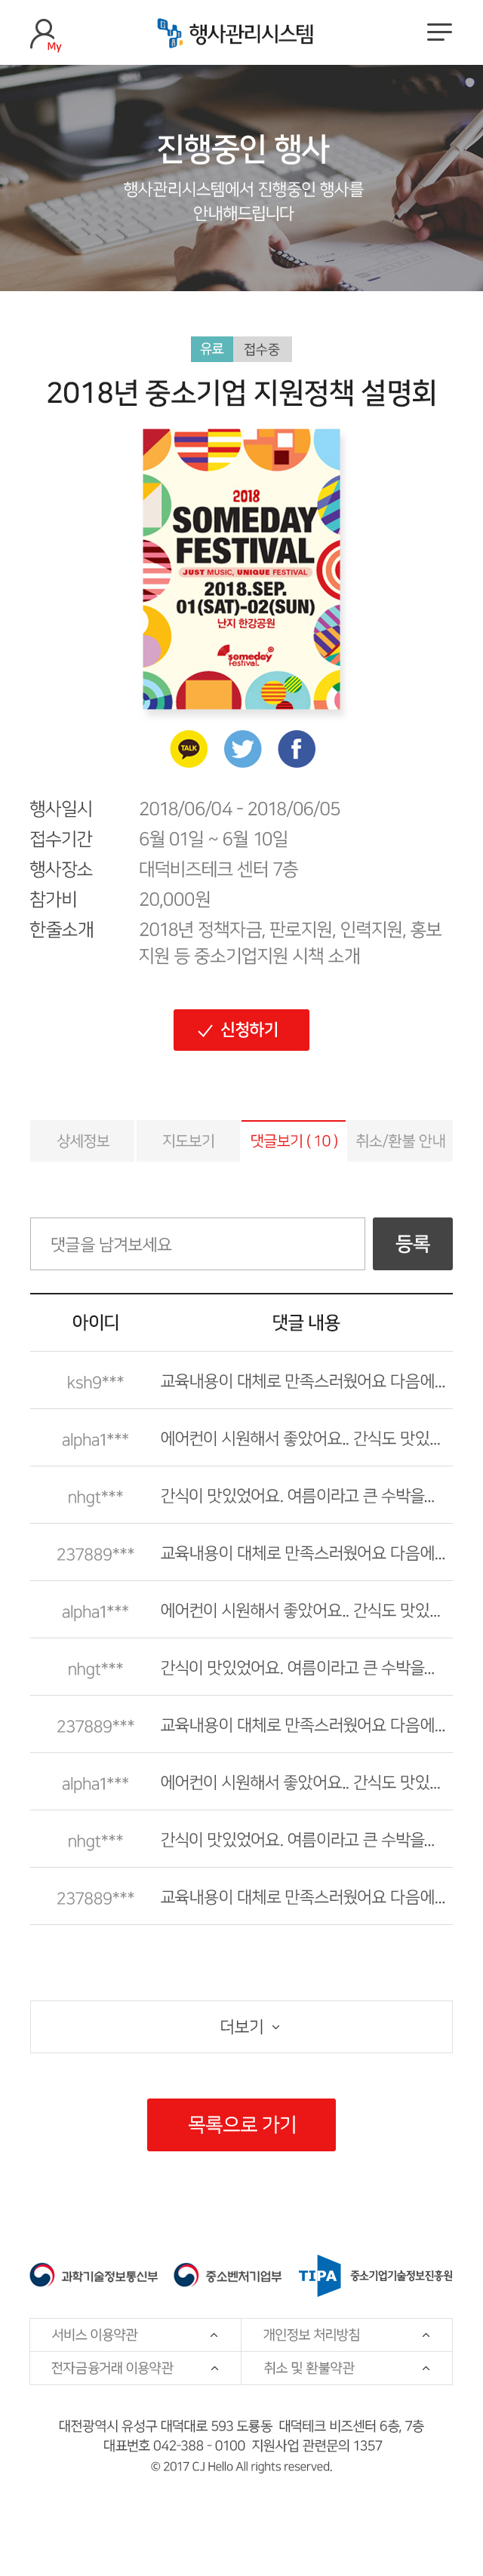 My
행사관리시스템
진행중인 행사
행사관리시스템에서 진행중인 행사를
안내해드립니다
유료 접수중
2018년 중소기업 지원정책 설명회
2018
SOMEDAY
FESTIVAL
JUST MUSIC, UNIQUE FESTIVAL
2018.SEP.
01(SAT)-02(SUN)
난지 한강공원
someday
festival.
TALK
행사일시 2018/06/04 - 2018/06/05
접수기간 6월 01일 ~ 6월 10일
행사장소 대덕비즈테크 센터 7층
참가비 20,000원
한줄소개 2018년 정책자금, 판로지원, 인력지원, 홍보
지원 등 중소기업지원 시책 소개
신청하기
상세정보 지도보기 댓글보기 ( 10 ) 취소/환불 안내
댓글을 남겨보세요 등록
아이디 댓글 내용
ksh9*** 교육내용이 대체로 만족스러웠어요 다음에...
alpha1*** 에어컨이 시원해서 좋았어요.. 간식도 맛있...
nhgt*** 간식이 맛있었어요. 여름이라고 큰 수박을...
237889*** 교육내용이 대체로 만족스러웠어요 다음에...
alpha1*** 에어컨이 시원해서 좋았어요.. 간식도 맛있...
nhgt*** 간식이 맛있었어요. 여름이라고 큰 수박을...
237889*** 교육내용이 대체로 만족스러웠어요 다음에...
alpha1*** 에어컨이 시원해서 좋았어요.. 간식도 맛있...
nhgt*** 간식이 맛있었어요. 여름이라고 큰 수박을...
237889*** 교육내용이 대체로 만족스러웠어요 다음에...
더보기
목록으로 가기
과학기술정보통신부 중소벤처기업부 TIPA 중소기업기술정보진흥원
서비스 이용약관 개인정보 처리방침
전자금융거래 이용약관 취소 및 환불약관
대전광역시 유성구 대덕대로 593 도룡동 대덕테크 비즈센터 6층, 7층
대표번호 042-388 - 0100 지원사업 관련문의 1357
© 2017 CJ Hello All rights reserved.